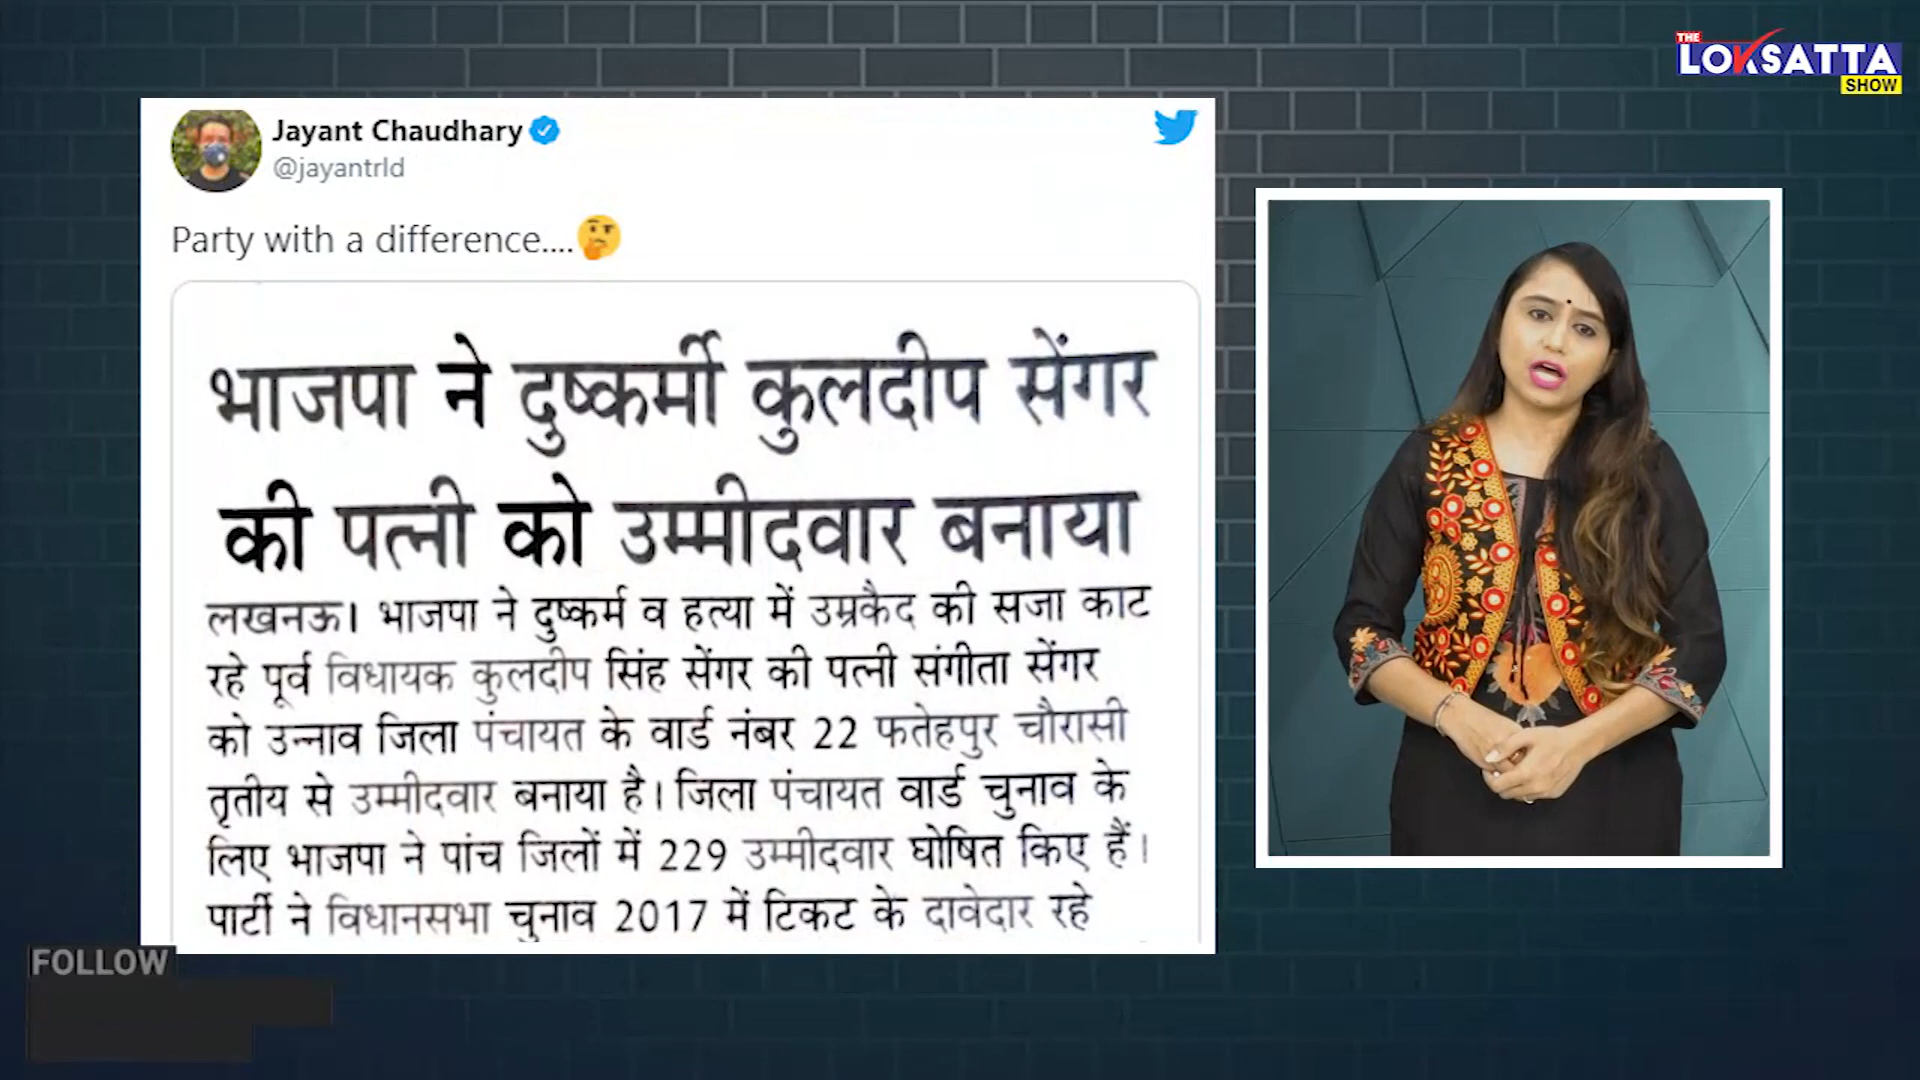 THE
LOKSATTA
SHOW
Jayant Chaudhary
@jayantrld
Party with a difference....🤔
भाजपा ने दुष्कर्मी कुलदीप सेंगर
की पत्नी को उम्मीदवार बनाया
लखनऊ। भाजपा ने दुष्कर्म व हत्या में उम्रकैद की सजा काट
रहे पूर्व विधायक कुलदीप सिंह सेंगर की पत्नी संगीता सेंगर
को उन्नाव जिला पंचायत के वार्ड नंबर 22 फतेहपुर चौरासी
तृतीय से उम्मीदवार बनाया है। जिला पंचायत वार्ड चुनाव के
लिए भाजपा ने पांच जिलों में 229 उम्मीदवार घोषित किए हैं।
पार्टी ने विधानसभा चुनाव 2017 में टिकट के दावेदार रहे
FOLLOW